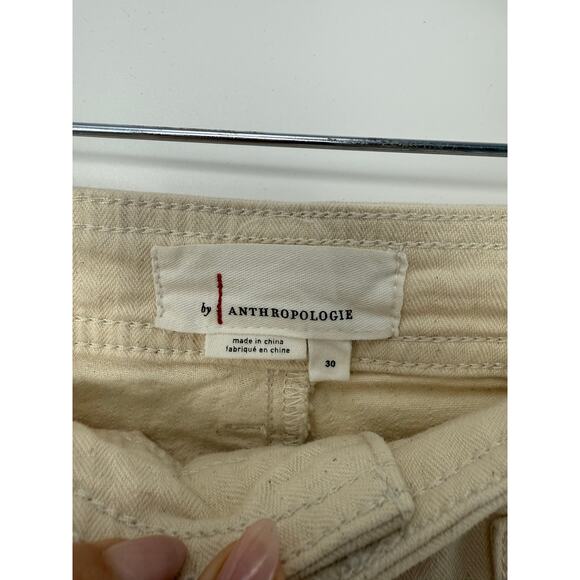 by ANTHROPOLOGIE
made in china
fabriqué en chine
30